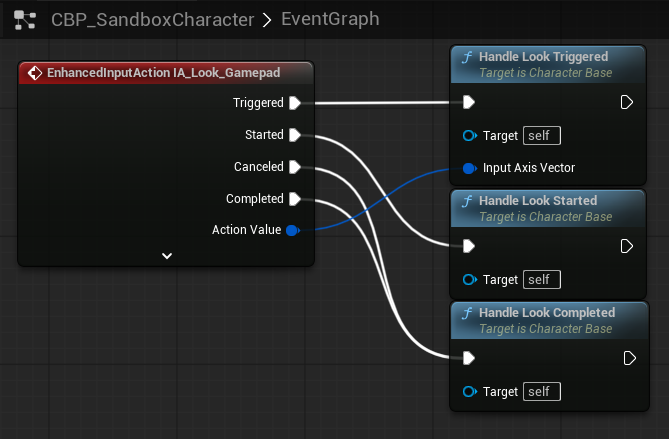 CBP_SandboxCharacter > EventGraph
EnhancedInputAction IA_Look_Gamepad
Triggered
Started
Canceled
Completed
Action Value
f Handle Look Triggered
Target is Character Base
Target self
Input Axis Vector
f Handle Look Started
Target is Character Base
Target self
f Handle Look Completed
Target is Character Base
Target self